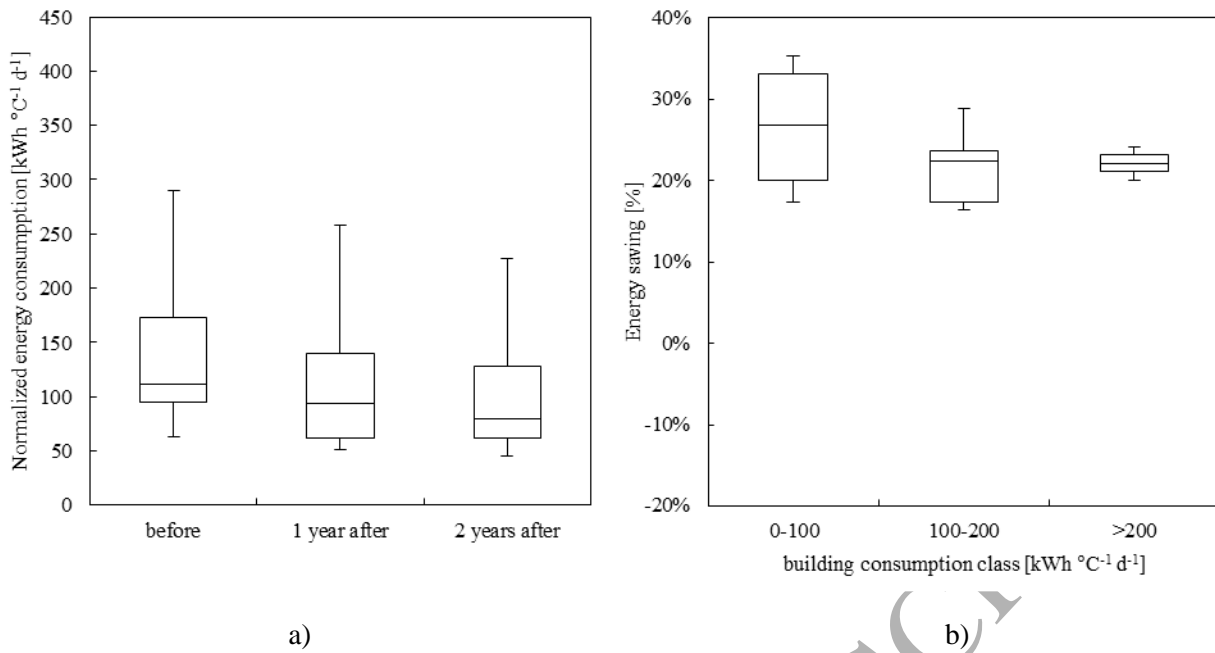 Normalized energy consumpption [kWh °C⁻¹ d⁻¹]
450
400
350
300
250
200
150
100
50
0
before 1 year after 2 years after
a)
Energy saving [%]
40%
30%
20%
10%
0%
-10%
-20%
0-100 100-200 >200
building consumption class [kWh °C⁻¹ d⁻¹]
b)